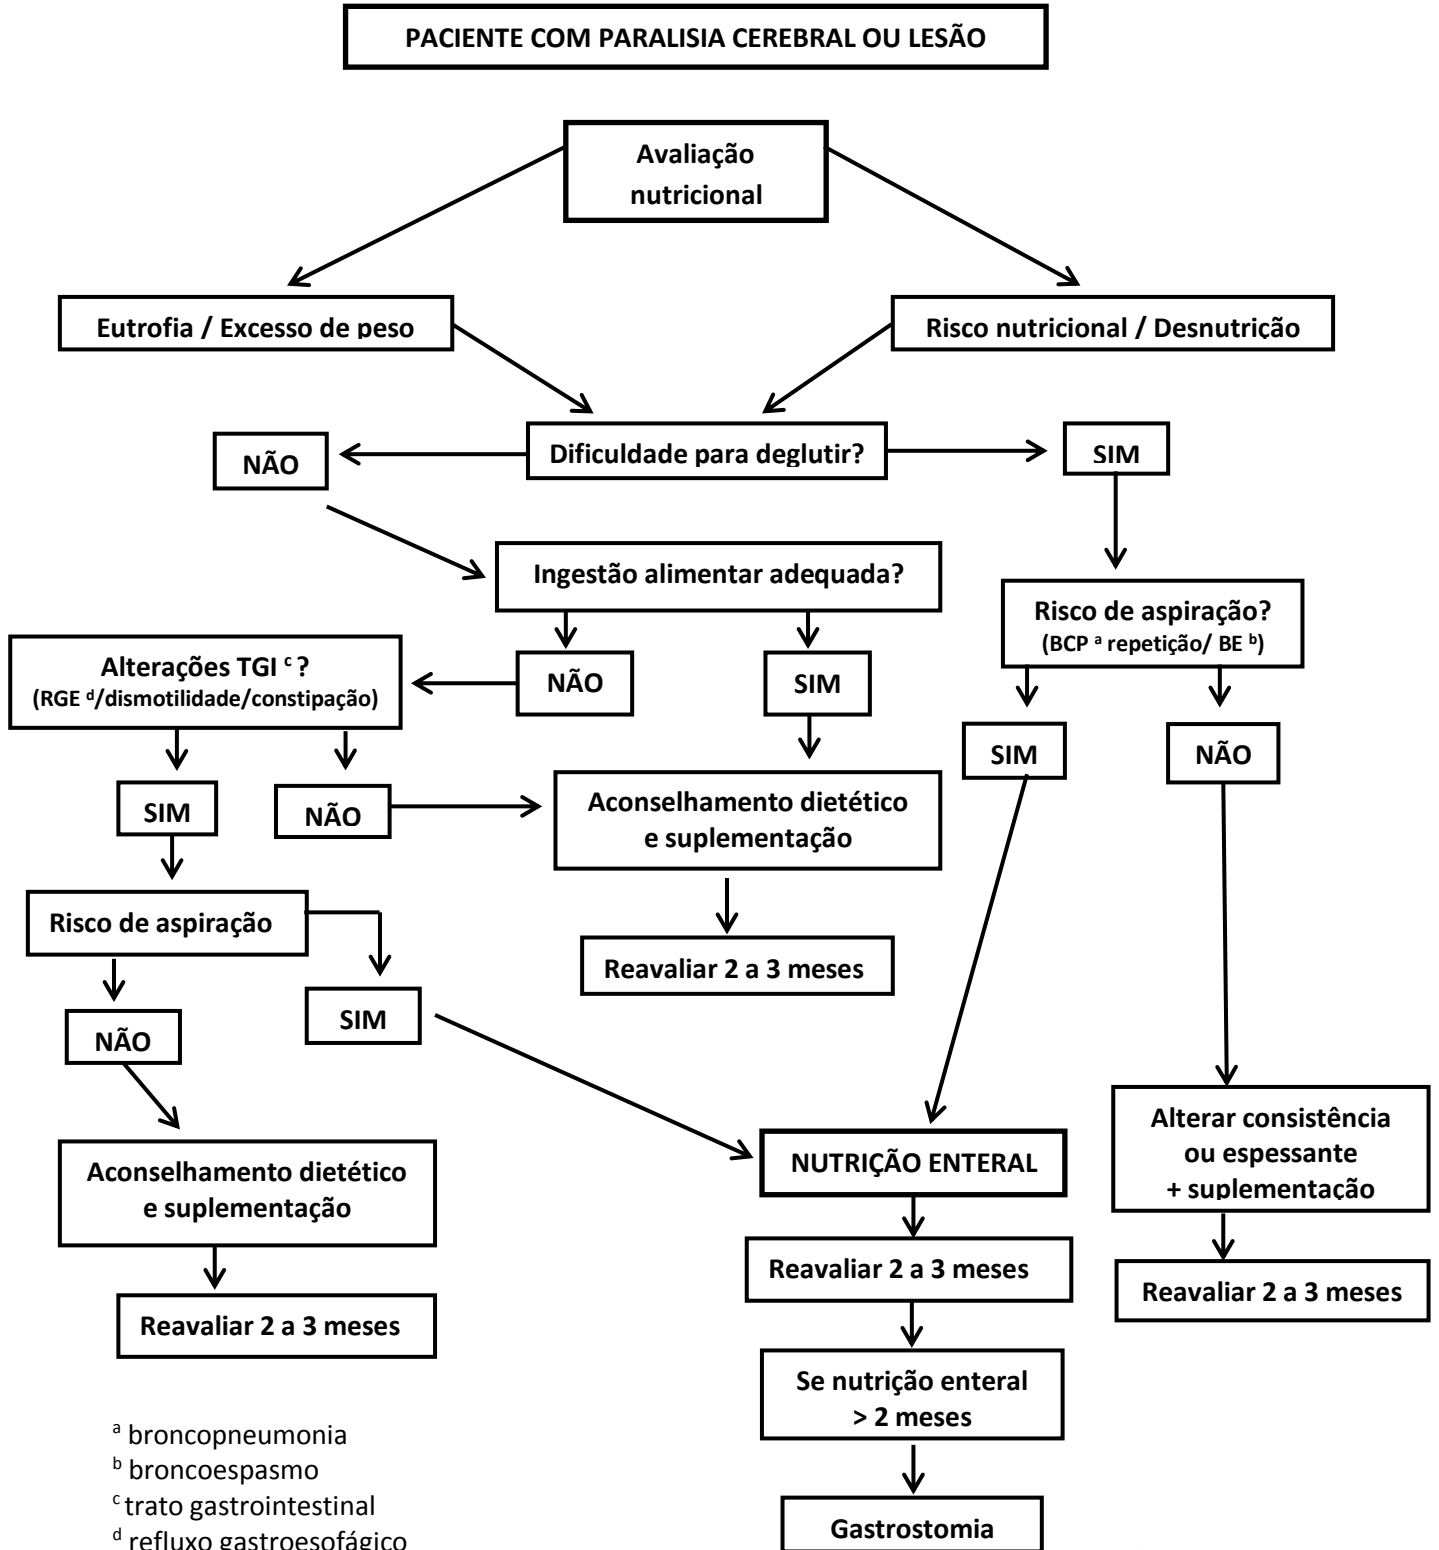 PACIENTE COM PARALISIA CEREBRAL OU LESÃO
Avaliação
nutricional
Eutrofia / Excesso de peso
Risco nutricional / Desnutrição
NÃO
Dificuldade para deglutir?
SIM
Ingestão alimentar adequada?
Risco de aspiração?
(BCP ᵃ repetição/ BE ᵇ)
Alterações TGI ᶜ ?
(RGE ᵈ/dismotilidade/constipação)
NÃO
SIM
SIM
NÃO
SIM
NÃO
Aconselhamento dietético
e suplementação
Risco de aspiração
Reavaliar 2 a 3 meses
NÃO
SIM
Aconselhamento dietético
e suplementação
NUTRIÇÃO ENTERAL
Alterar consistência
ou espessante
+ suplementação
Reavaliar 2 a 3 meses
Reavaliar 2 a 3 meses
Reavaliar 2 a 3 meses
Se nutrição enteral
> 2 meses
Gastrostomia
ᵃ broncopneumonia
ᵇ broncoespasmo
ᶜ trato gastrointestinal
ᵈ refluxo gastroesofágico